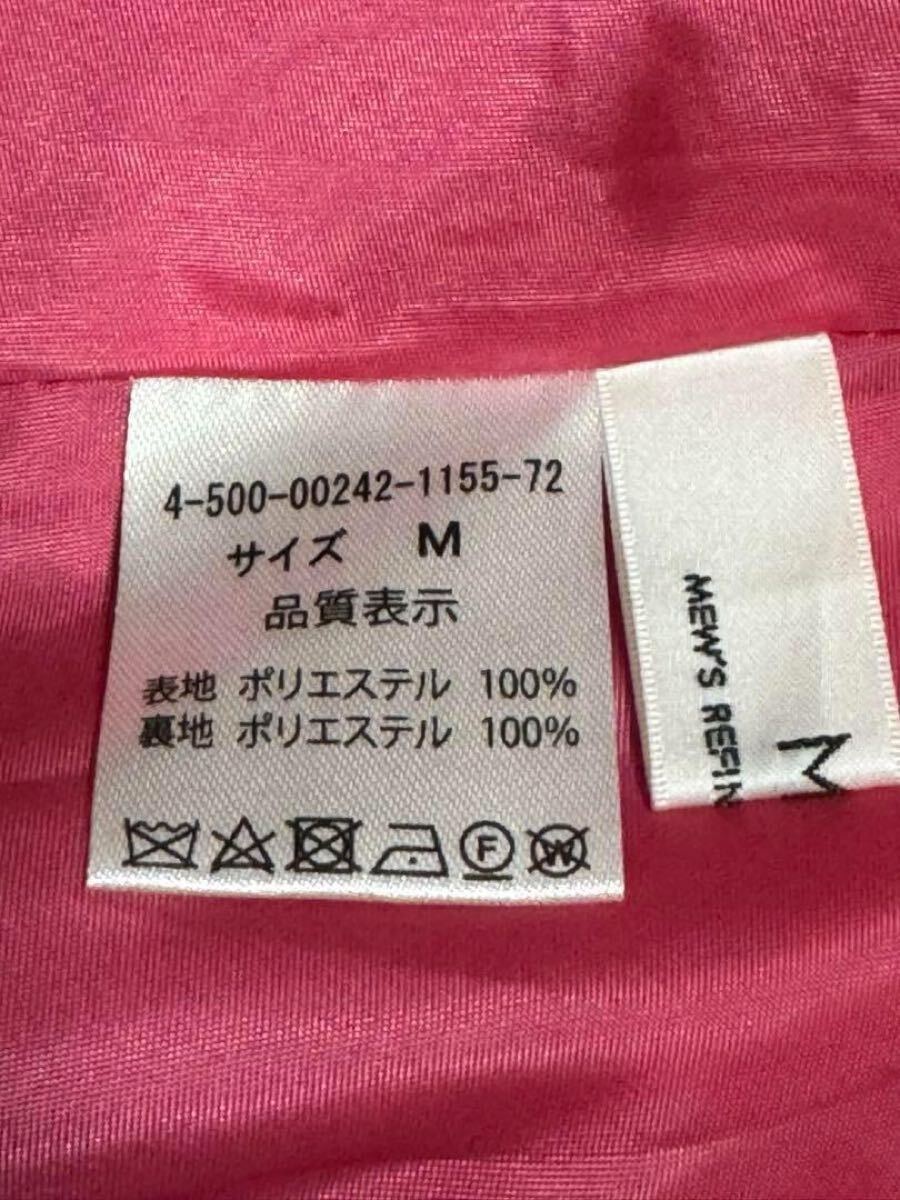 4-500-00242-1155-72
サイズ M
品質表示
表地 ポリエステル 100%
裏地 ポリエステル 100%
F W
MEW'S REFIN
M